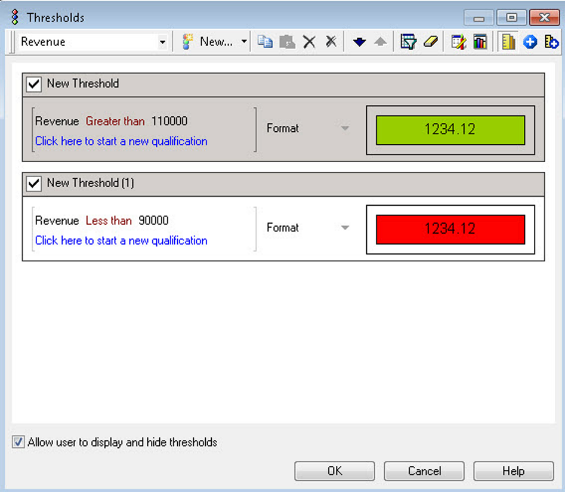 Thresholds
Revenue New...
New Threshold
Revenue Greater than 110000
Click here to start a new qualification
Format
1234.12
New Threshold (1)
Revenue Less than 90000
Click here to start a new qualification
Format
1234.12
Allow user to display and hide thresholds
OK Cancel Help